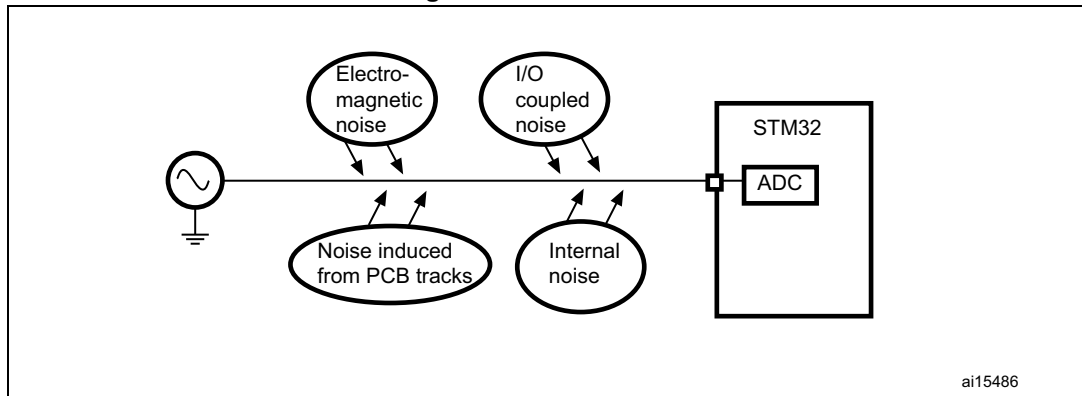 Electro-
magnetic
noise
I/O
coupled
noise
STM32
ADC
Noise induced
from PCB tracks
Internal
noise
ai15486